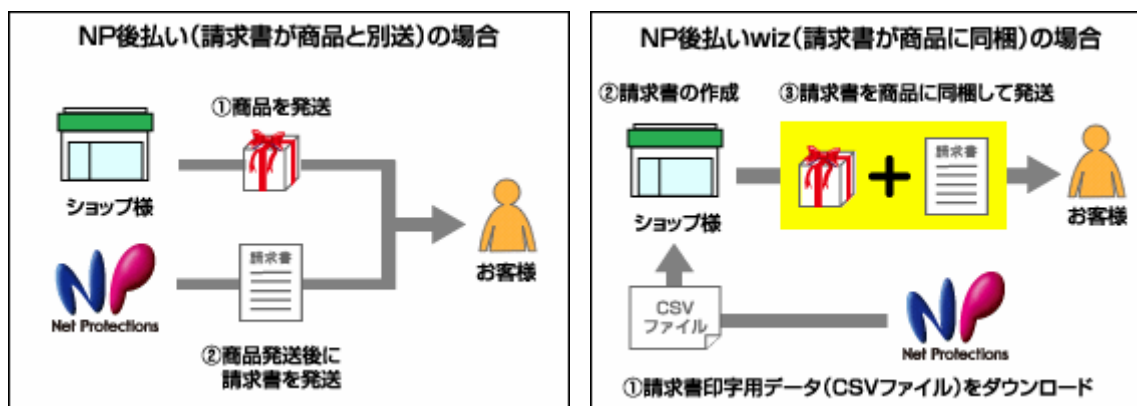 NP後払い(請求書が商品と別送)の場合
①商品を発送
ショップ様
請求書
お客様
NP
Net Protections
②商品発送後に
請求書を発送
NP後払いwiz(請求書が商品に同梱)の場合
②請求書の作成
③請求書を商品に同梱して発送
請求書
ショップ様
お客様
CSV
ファイル
NP
Net Protections
①請求書印字用データ(CSVファイル)をダウンロード